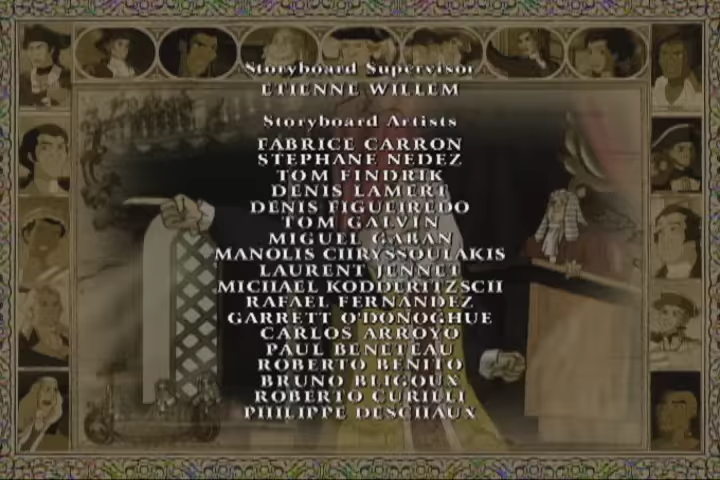 Storyboard Supervisor
ETIENNE WILLEM
Storyboard Artists
FABRICE CARRON
STEPHANE NEDEZ
TOM FINDRIK
DENIS LAMERT
DENIS FIGUEIREDO
TOM GALVIN
MIGUEL GABAN
MANOLIS CHRYSSOULAKIS
LAURENT JENNET
MICHAEL KODDERITZSCH
RAFAEL FERNANDEZ
GARRETT O'DONOGHUE
CARLOS ARROYO
PAUL BENETEAU
ROBERTO BENITO
BRUNO BLIGOUX
ROBERTO CURILLI
PHILIPPE DESCHAUX